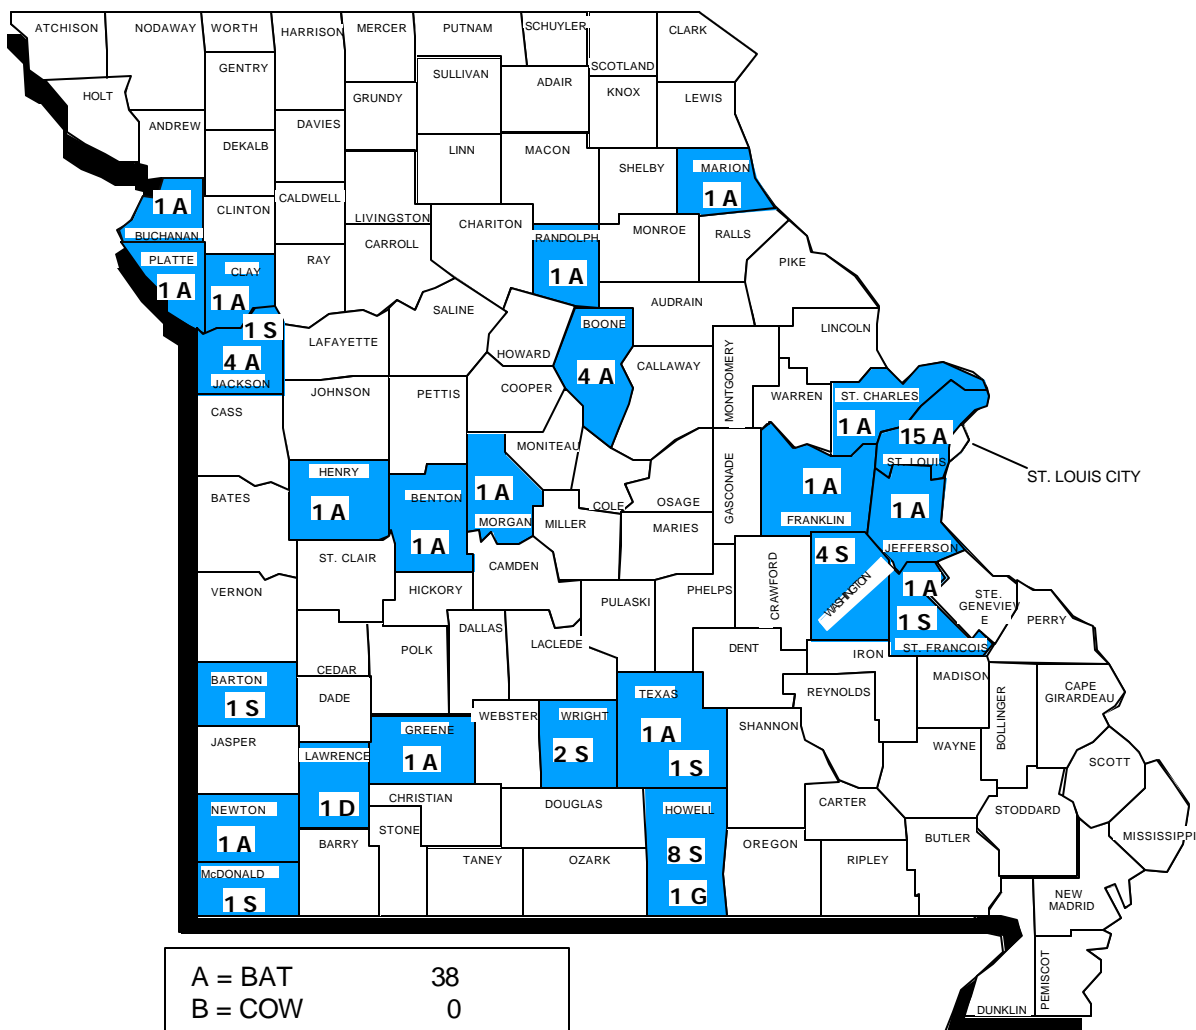 ATCHISON NODAWAY WORTH HARRISON MERCER PUTNAM SCHUYLER CLARK
SCOTLAND
GENTRY SULLIVAN ADAIR
HOLT GRUNDY KNOX LEWIS
ANDREW DAVIES
DEKALB LINN MACON
SHELBY MARION
CALDWELL 1 A
1 A CLINTON LIVINGSTON CHARITON
BUCHANAN RANDOLPH MONROE RALLS
CARROLL
PLATTE CLAY RAY PIKE
1 A 1 A 1 A
SALINE AUDRAIN
1 S BOONE LINCOLN
LAFAYETTE HOWARD
4 A 4 A CALLAWAY MONTGOMERY
JACKSON JOHNSON PETTIS COOPER WARREN ST. CHARLES
CASS 1 A 15 A
MONITEAU
HENRY ST. LOUIS
BENTON 1 A GASCONADE 1 A ST. LOUIS CITY
BATES 1 A COLE OSAGE 1 A
MORGAN MILLER MARIES FRANKLIN
1 A JEFFERSON
ST. CLAIR 4 S
CAMDEN CRAWFORD WASHINGTON 1 A
VERNON HICKORY PULASKI PHELPS STE.
GENEVIEV
E
1 S PERRY
DALLAS
LACLEDE DENT ST. FRANCOIS
POLK IRON
CEDAR MADISON
BARTON TEXAS REYNOLDS CAPE
GIRARDEAU
DADE BOLLINGER
1 S WEBSTER WRIGHT SHANNON
GREENE 1 A
JASPER WAYNE
LAWRENCE 1 A 2 S 1 S SCOTT
CHRISTIAN DOUGLAS CARTER
NEWTON 1 D HOWELL STODDARD
STONE MISSISSIPPI
1 A BARRY OREGON BUTLER
8 S
McDONALD TANEY OZARK RIPLEY
1 S 1 G NEW
MADRID
PEMISCOT
DUNKLIN
A = BAT 38
B = COW 0